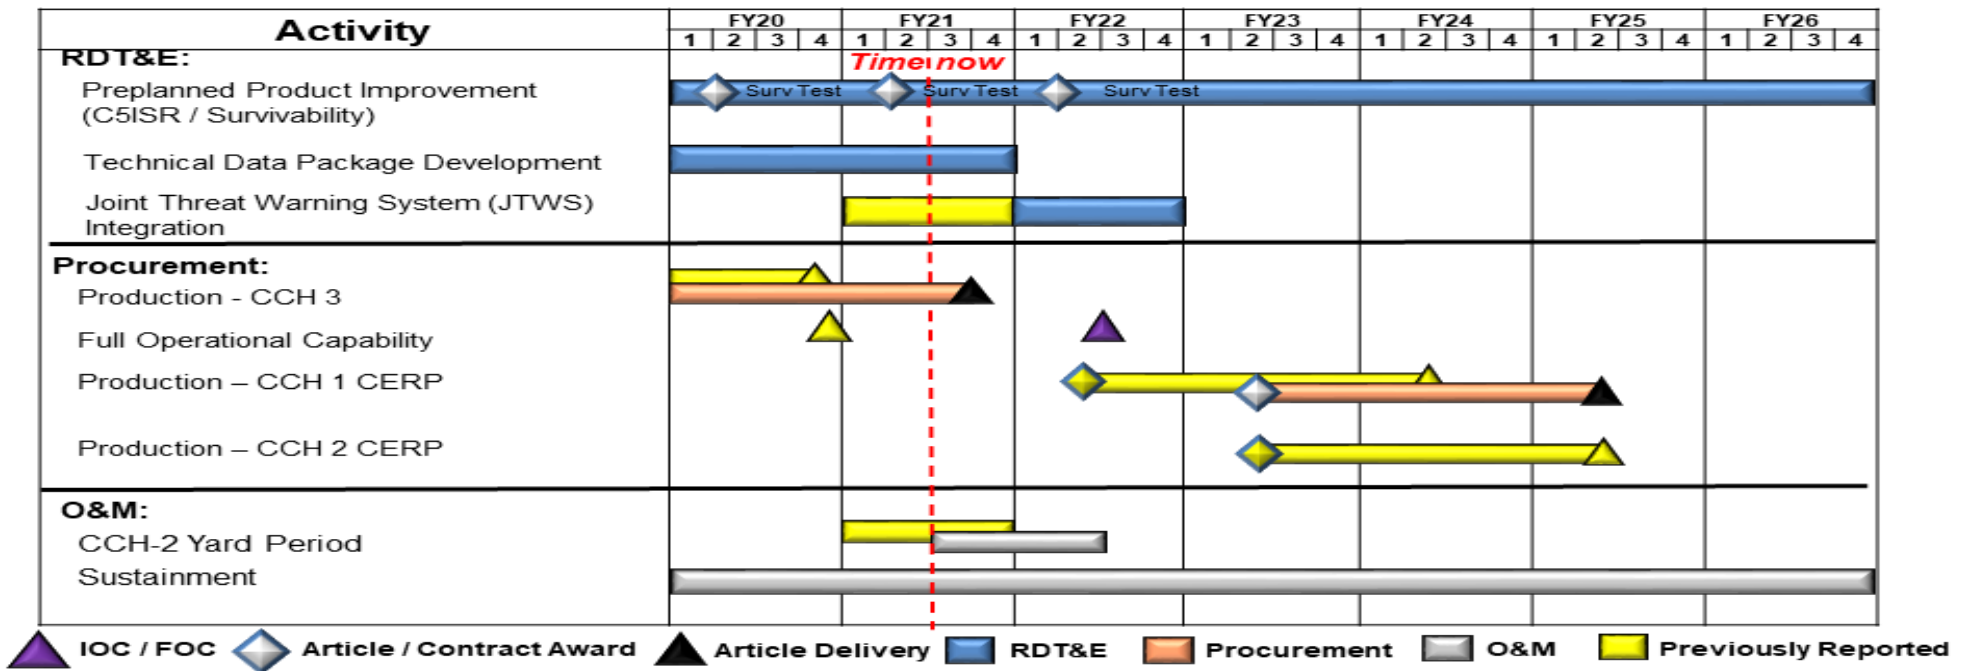 Activity
FY20 FY21 FY22 FY23 FY24 FY25 FY26
1 2 3 4 1 2 3 4 1 2 3 4 1 2 3 4 1 2 3 4 1 2 3 4 1 2 3 4
RDT&E:
Time now
Preplanned Product Improvement
(C5ISR / Survivability)
Surv Test Surv Test Surv Test
Technical Data Package Development
Joint Threat Warning System (JTWS)
Integration
Procurement:
Production - CCH 3
Full Operational Capability
Production – CCH 1 CERP
Production – CCH 2 CERP
O&M:
CCH-2 Yard Period
Sustainment
IOC / FOC Article / Contract Award Article Delivery RDT&E Procurement O&M Previously Reported